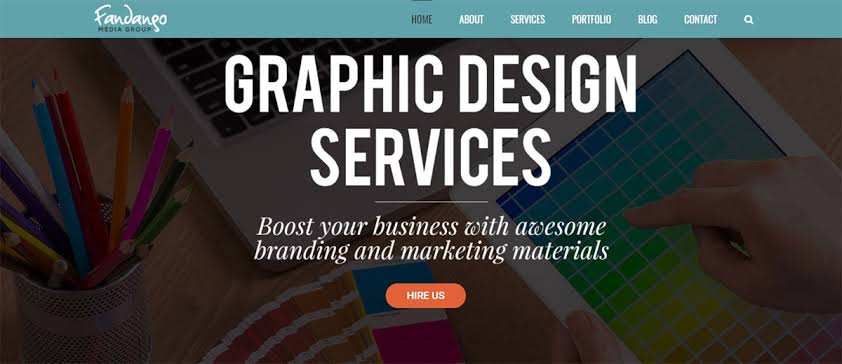 Fandango
MEDIA GROUP
HOME ABOUT SERVICES PORTFOLIO BLOG CONTACT
GRAPHIC DESIGN
SERVICES
Boost your business with awesome
branding and marketing materials
HIRE US